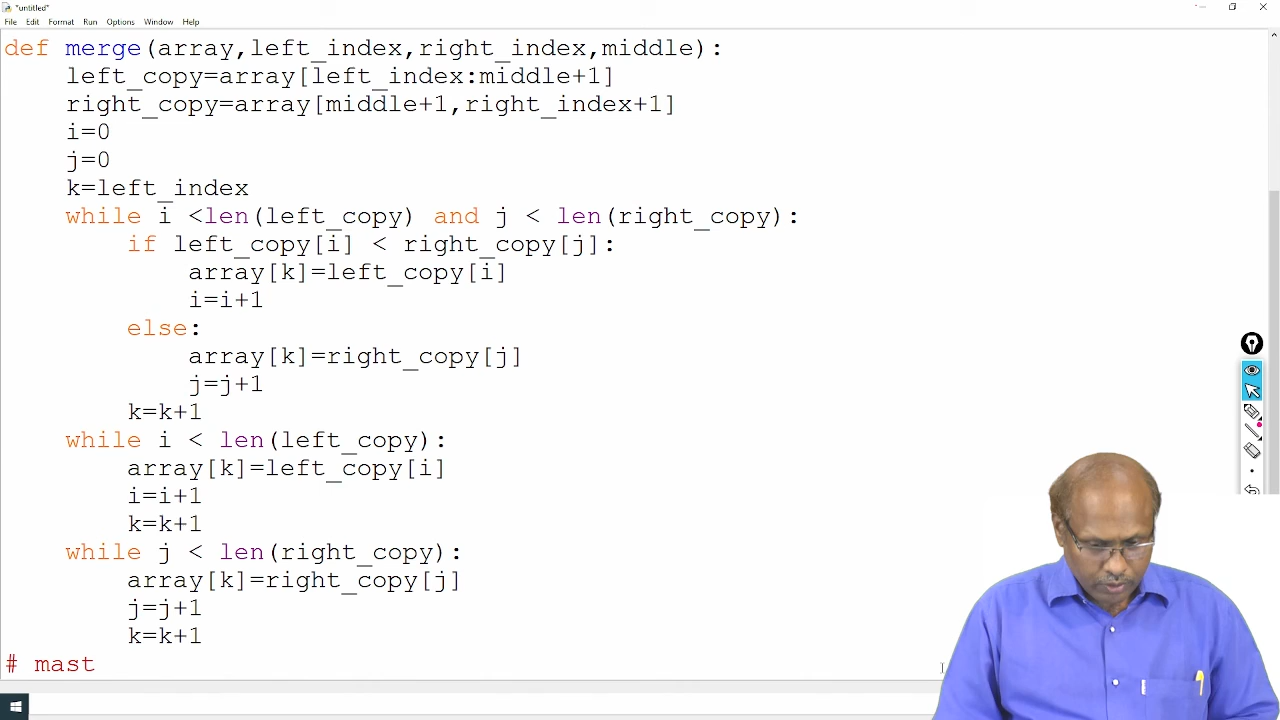 *untitled*
File Edit Format Run Options Window Help
def merge(array,left_index,right_index,middle):
    left_copy=array[left_index:middle+1]
    right_copy=array[middle+1,right_index+1]
    i=0
    j=0
    k=left_index
    while i <len(left_copy) and j < len(right_copy):
        if left_copy[i] < right_copy[j]:
            array[k]=left_copy[i]
            i=i+1
        else:
            array[k]=right_copy[j]
            j=j+1
        k=k+1
    while i < len(left_copy):
        array[k]=left_copy[i]
        i=i+1
        k=k+1
    while j < len(right_copy):
        array[k]=right_copy[j]
        j=j+1
        k=k+1
# mast